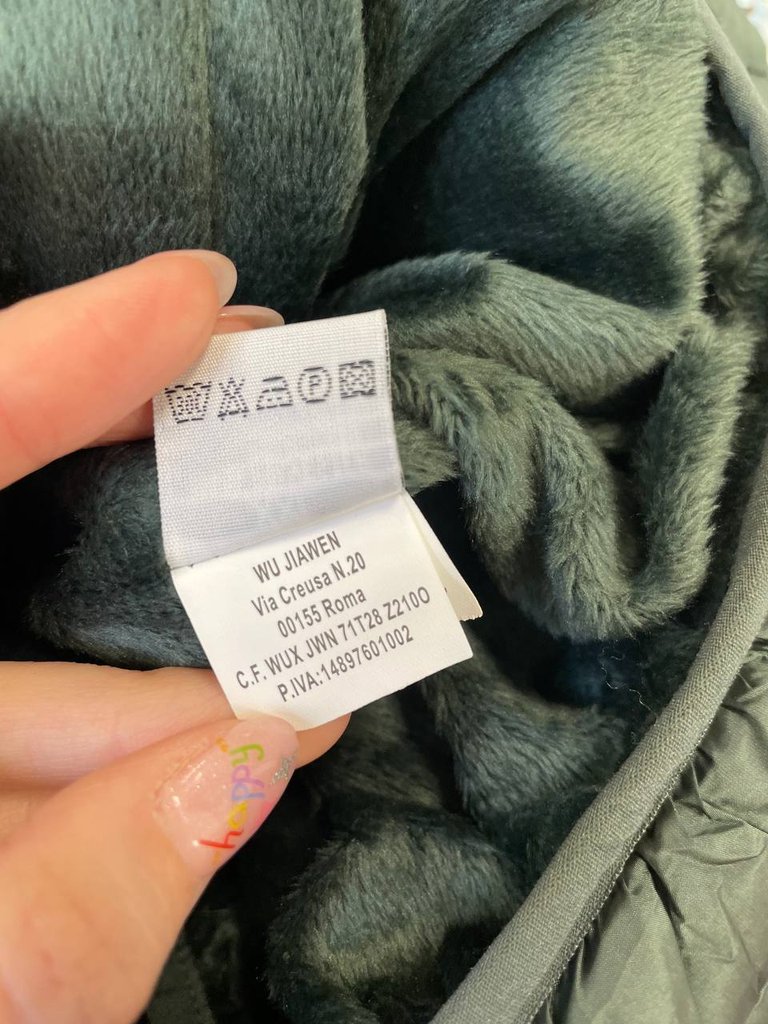 P
WU JIAWEN
Via Creusa N.20
00155 Roma
C.F. WUX JWN 71T28 Z210O
P.IVA:14897601002
happy